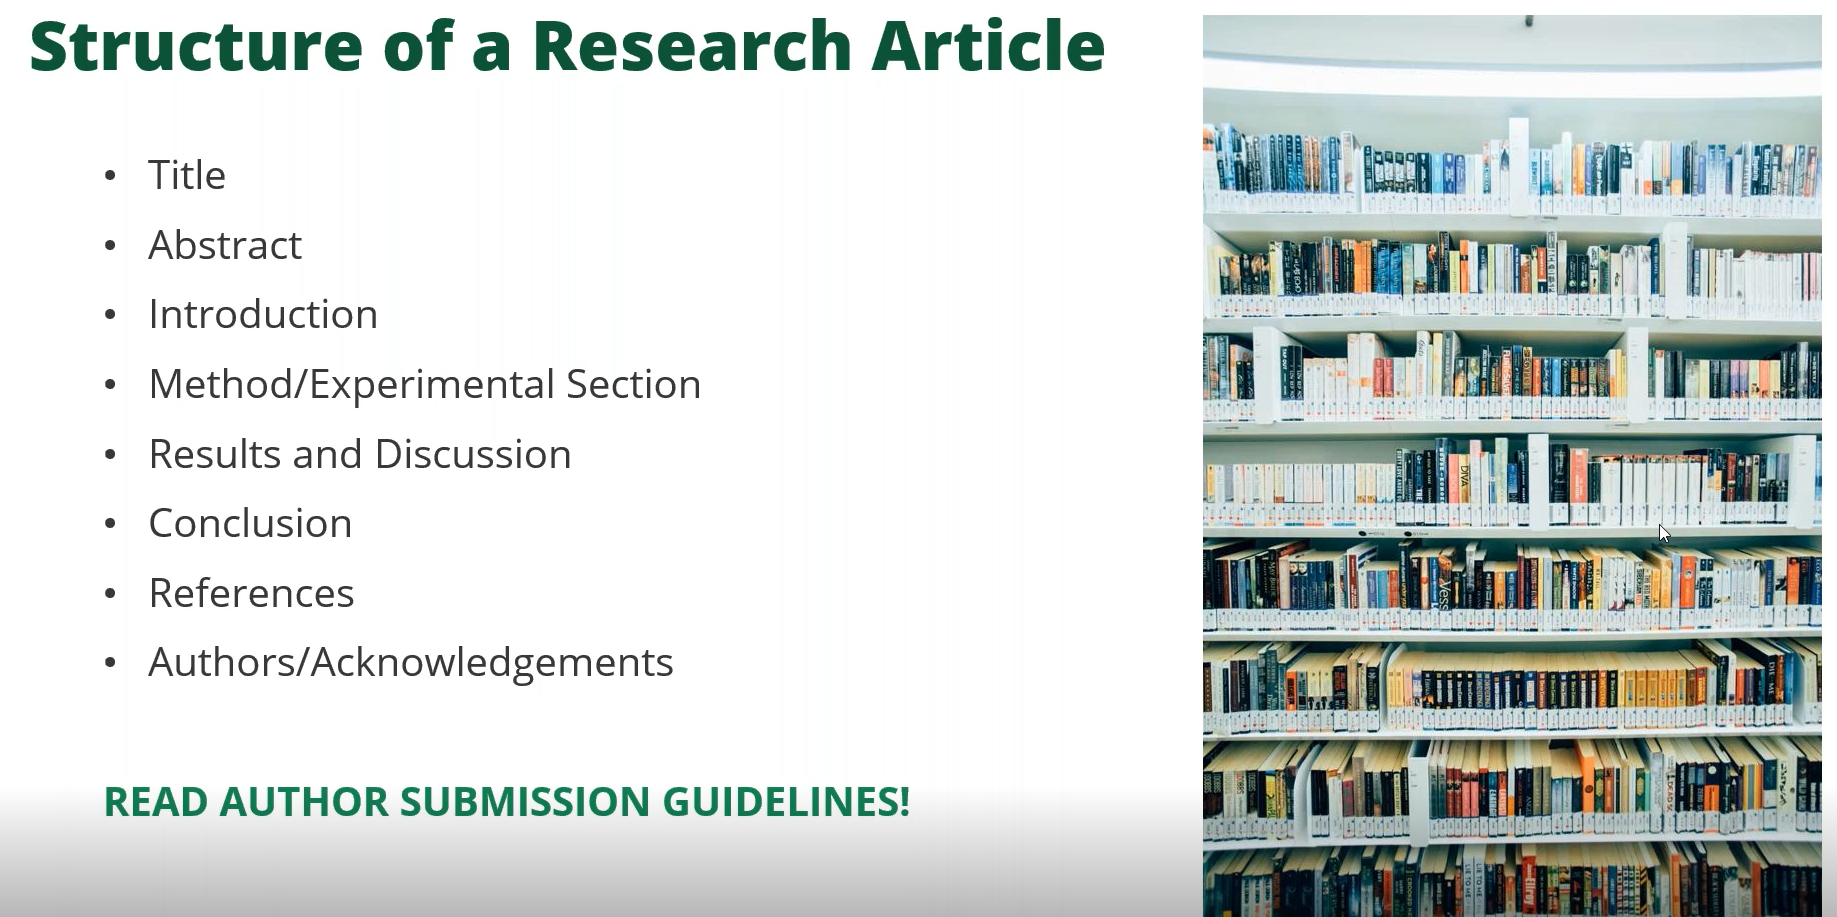 Structure of a Research Article
• Title
• Abstract
• Introduction
• Method/Experimental Section
• Results and Discussion
• Conclusion
• References
• Authors/Acknowledgements
READ AUTHOR SUBMISSION GUIDELINES!
DIVA